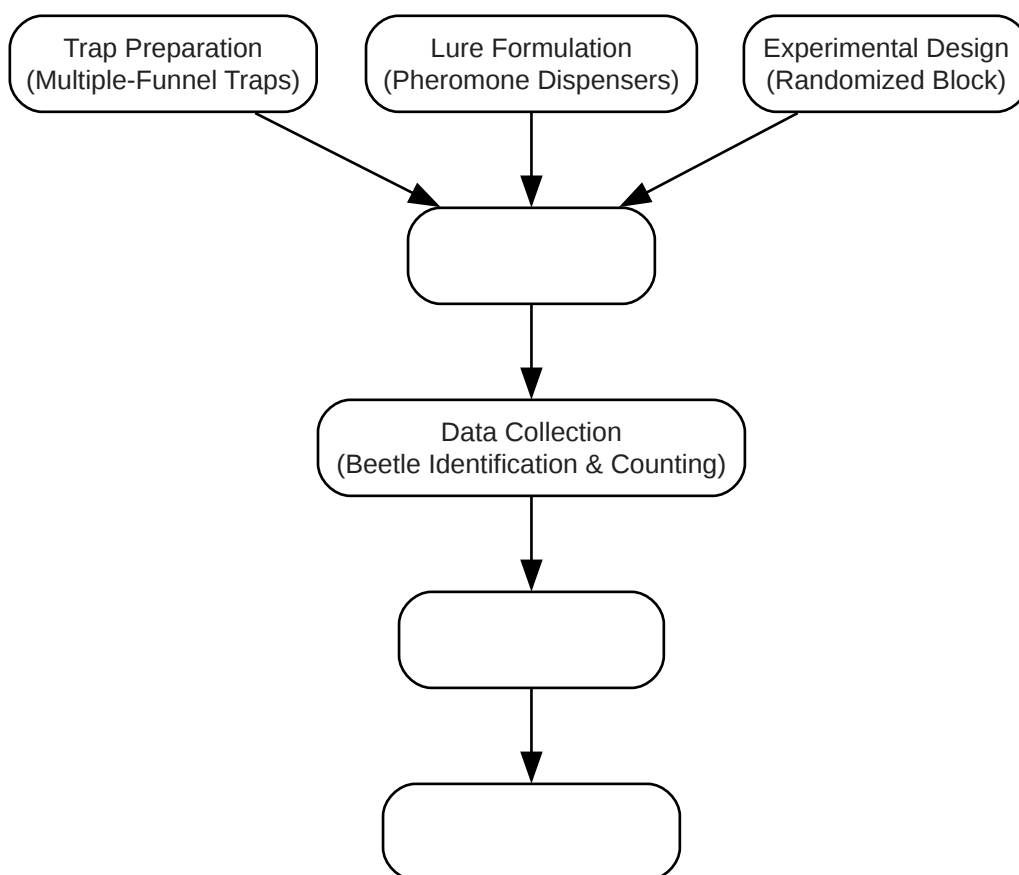 Trap Preparation
(Multiple-Funnel Traps)
Lure Formulation
(Pheromone Dispensers)
Experimental Design
(Randomized Block)
Data Collection
(Beetle Identification & Counting)